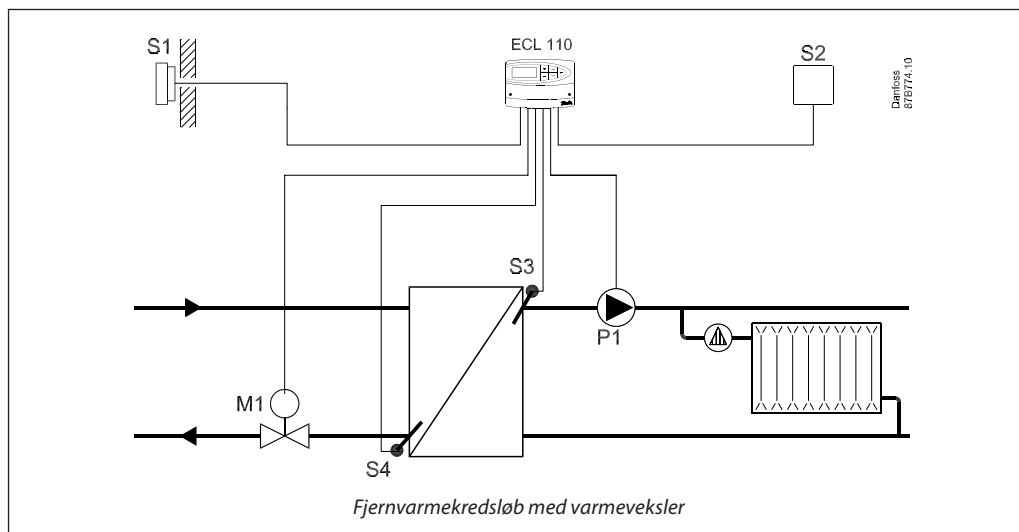 S1
ECL 110
S2
Danfoss
87B774.10
S3
P1
M1
S4
Fjernvarmekredsløb med varmeveksler